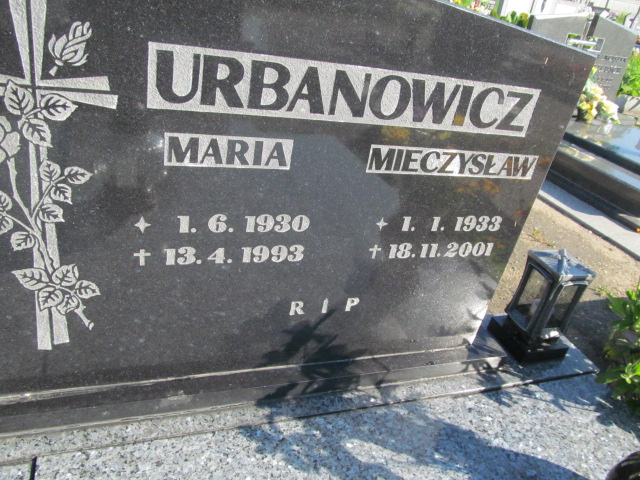 URBANOWICZ
MARIA
1. 6. 1930
13. 4. 1993
MIECZYSŁAW
1. 1. 1933
18. 11. 2001
R I P